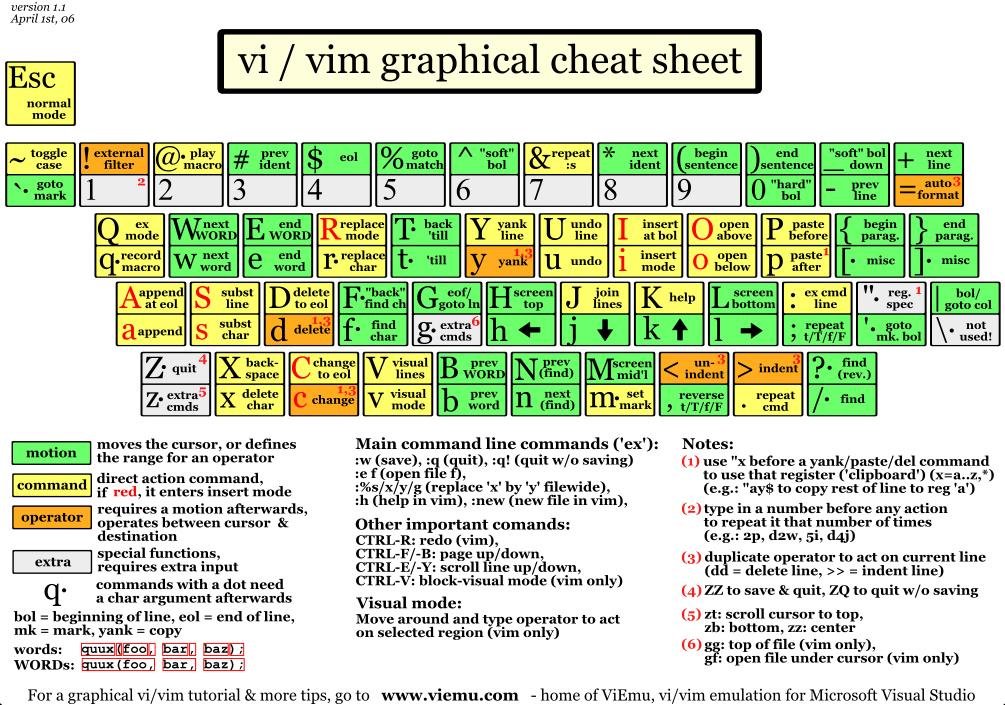 version 1.1
April 1st, 06
vi / vim graphical cheat sheet
Esc normal mode
~ toggle case
! external filter
@· play macro
# prev ident
$ eol
% goto match
^ "soft" bol
& repeat :s
* next ident
( begin sentence
) end sentence
_ "soft" bol down
+ next line
`· goto mark
1 2
2
3
4
5
6
7
8
9
0 "hard" bol
- prev line
= auto format 3
Q ex mode
W next WORD
E end WORD
R replace mode
T· back 'till
Y yank line
U undo line
I insert at bol
O open above
P paste before
{ begin parag.
} end parag.
q· record macro
w next word
e end word
r· replace char
t· 'till
y yank 1,3
u undo
i insert mode
o open below
p paste after 1
[· misc
]· misc
A append at eol
S subst line
D delete to eol
F· "back" find ch
G eof/ goto ln
H screen top
J join lines
K help
L screen bottom
: ex cmd line
"· reg. spec 1
| bol/ goto col
a append
s subst char
d delete 1,3
f· find char
g· extra cmds 6
h ←
j ↓
k ↑
l →
; repeat t/T/f/F
'· goto mk. bol
\· not used!
Z· quit 4
X back-space
C change to eol
V visual lines
B prev WORD
N prev (find)
M screen mid'l
< un-indent 3
> indent 3
?· find (rev.)
z· extra cmds 5
x delete char
c change 1,3
v visual mode
b prev word
n next (find)
m· set mark
, reverse t/T/f/F
. repeat cmd
/· find
motion moves the cursor, or defines
the range for an operator
command direct action command,
if red, it enters insert mode
operator requires a motion afterwards,
operates between cursor &
destination
extra special functions,
requires extra input
q· commands with a dot need
a char argument afterwards
bol = beginning of line, eol = end of line,
mk = mark, yank = copy
words: quux(foo, bar, baz);
WORDs: quux(foo, bar, baz);
Main command line commands ('ex'):
:w (save), :q (quit), :q! (quit w/o saving)
:e f (open file f),
:%s/x/y/g (replace 'x' by 'y' filewide),
:h (help in vim), :new (new file in vim),
Other important comands:
CTRL-R: redo (vim),
CTRL-F/-B: page up/down,
CTRL-E/-Y: scroll line up/down,
CTRL-V: block-visual mode (vim only)
Visual mode:
Move around and type operator to act
on selected region (vim only)
Notes:
(1) use "x before a yank/paste/del command
to use that register ('clipboard') (x=a..z,*)
(e.g.: "ay$ to copy rest of line to reg 'a')
(2) type in a number before any action
to repeat it that number of times
(e.g.: 2p, d2w, 5i, d4j)
(3) duplicate operator to act on current line
(dd = delete line, >> = indent line)
(4) ZZ to save & quit, ZQ to quit w/o saving
(5) zt: scroll cursor to top,
zb: bottom, zz: center
(6) gg: top of file (vim only),
gf: open file under cursor (vim only)
For a graphical vi/vim tutorial & more tips, go to www.viemu.com - home of ViEmu, vi/vim emulation for Microsoft Visual Studio